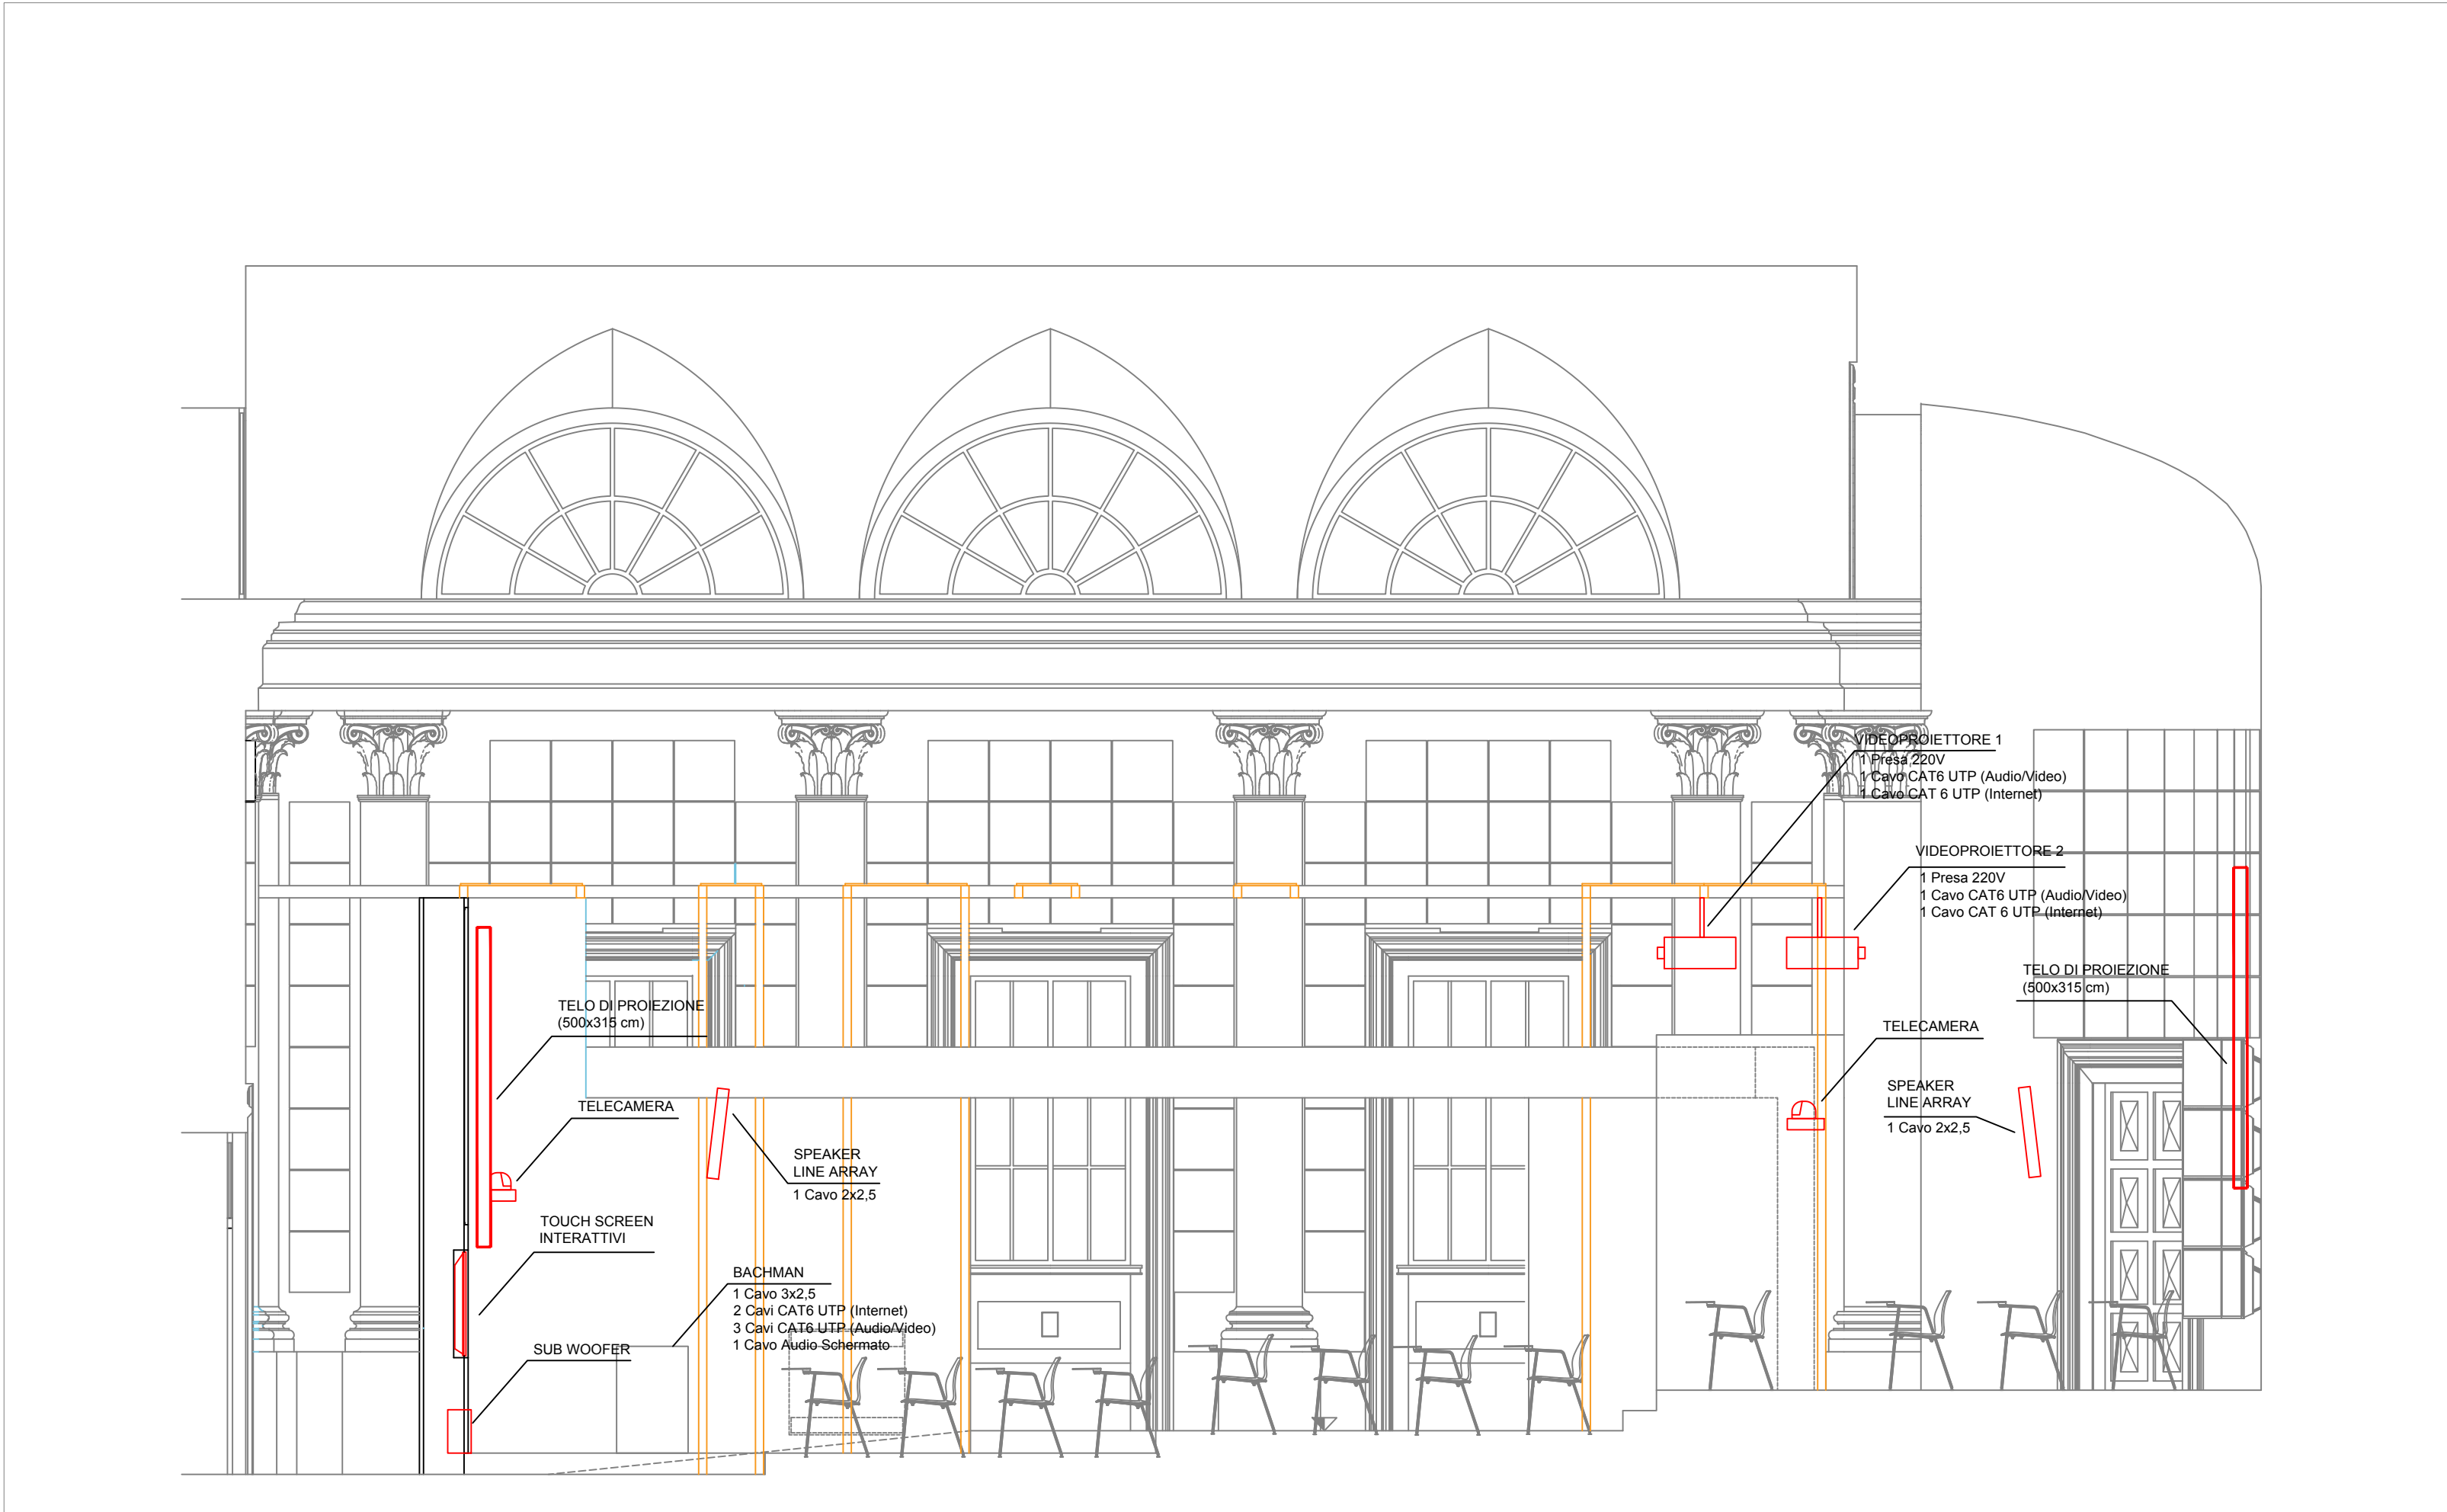 VIDEOPROIETTORE 1
1 Presa 220V
1 Cavo CAT6 UTP (Audio/Video)
1 Cavo CAT 6 UTP (Internet)
VIDEOPROIETTORE 2
1 Presa 220V
1 Cavo CAT6 UTP (Audio/Video)
1 Cavo CAT 6 UTP (Internet)
TELO DI PROIEZIONE
(500x315 cm)
TELO DI PROIEZIONE
(500x315 cm)
TELECAMERA
TELECAMERA
SPEAKER
LINE ARRAY
1 Cavo 2x2,5
SPEAKER
LINE ARRAY
1 Cavo 2x2,5
TOUCH SCREEN
INTERATTIVI
BACHMAN
1 Cavo 3x2,5
2 Cavi CAT6 UTP (Internet)
3 Cavi CAT6 UTP (Audio/Video)
1 Cavo Audio Schermato
SUB WOOFER